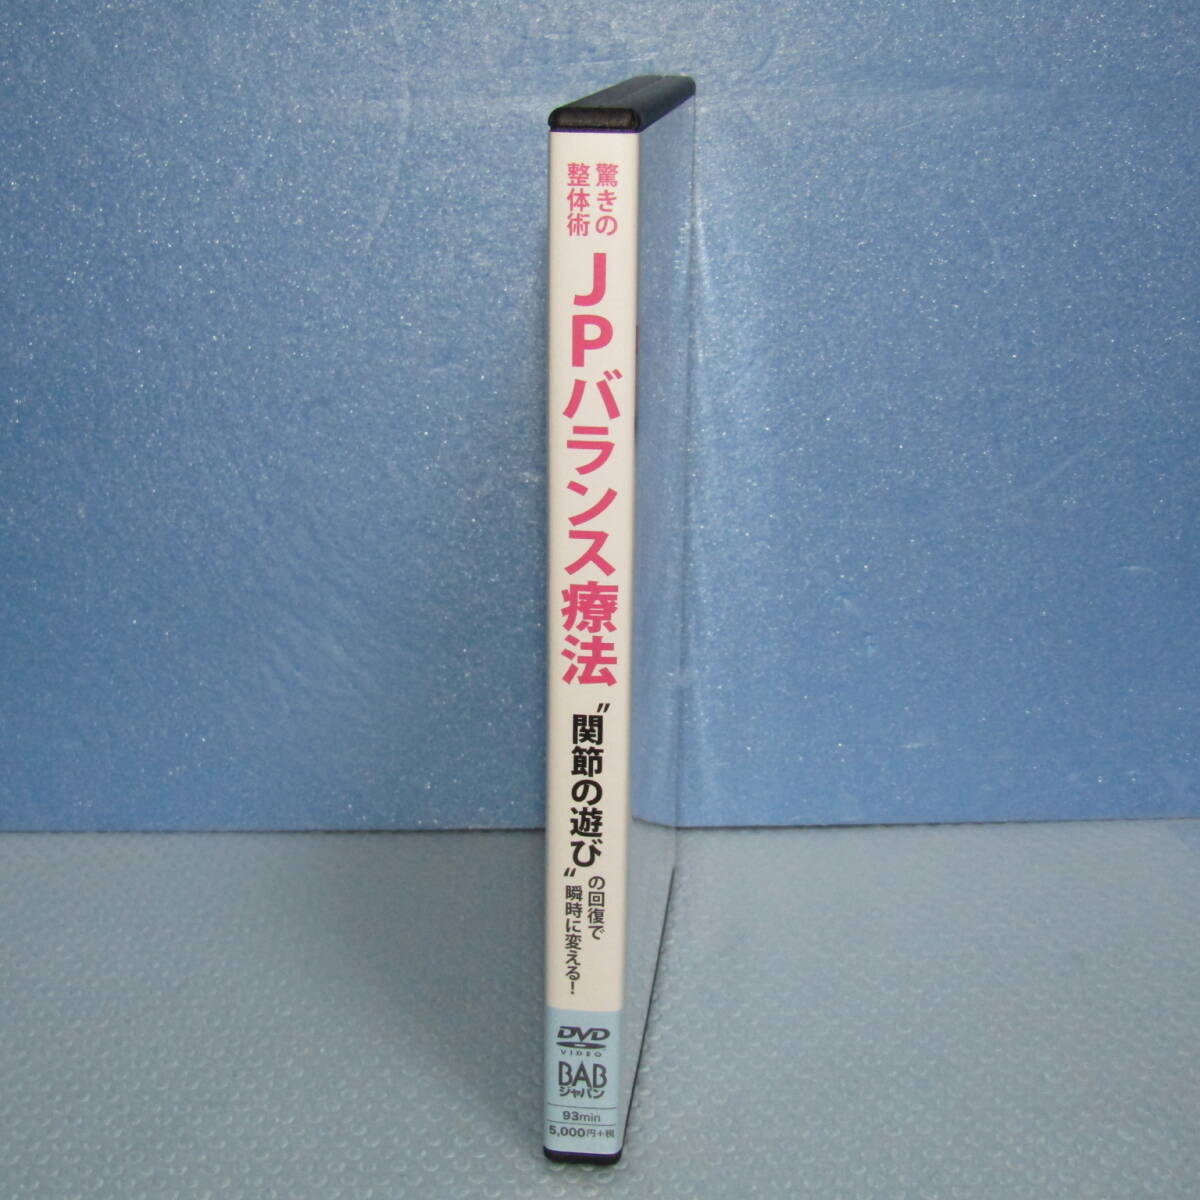 驚きの
整体術
JPバランス療法
"関節の遊び"
の回復で
瞬時に変える!
DVD
VIDEO
BAB
ジャパン
93min
5,000円+税